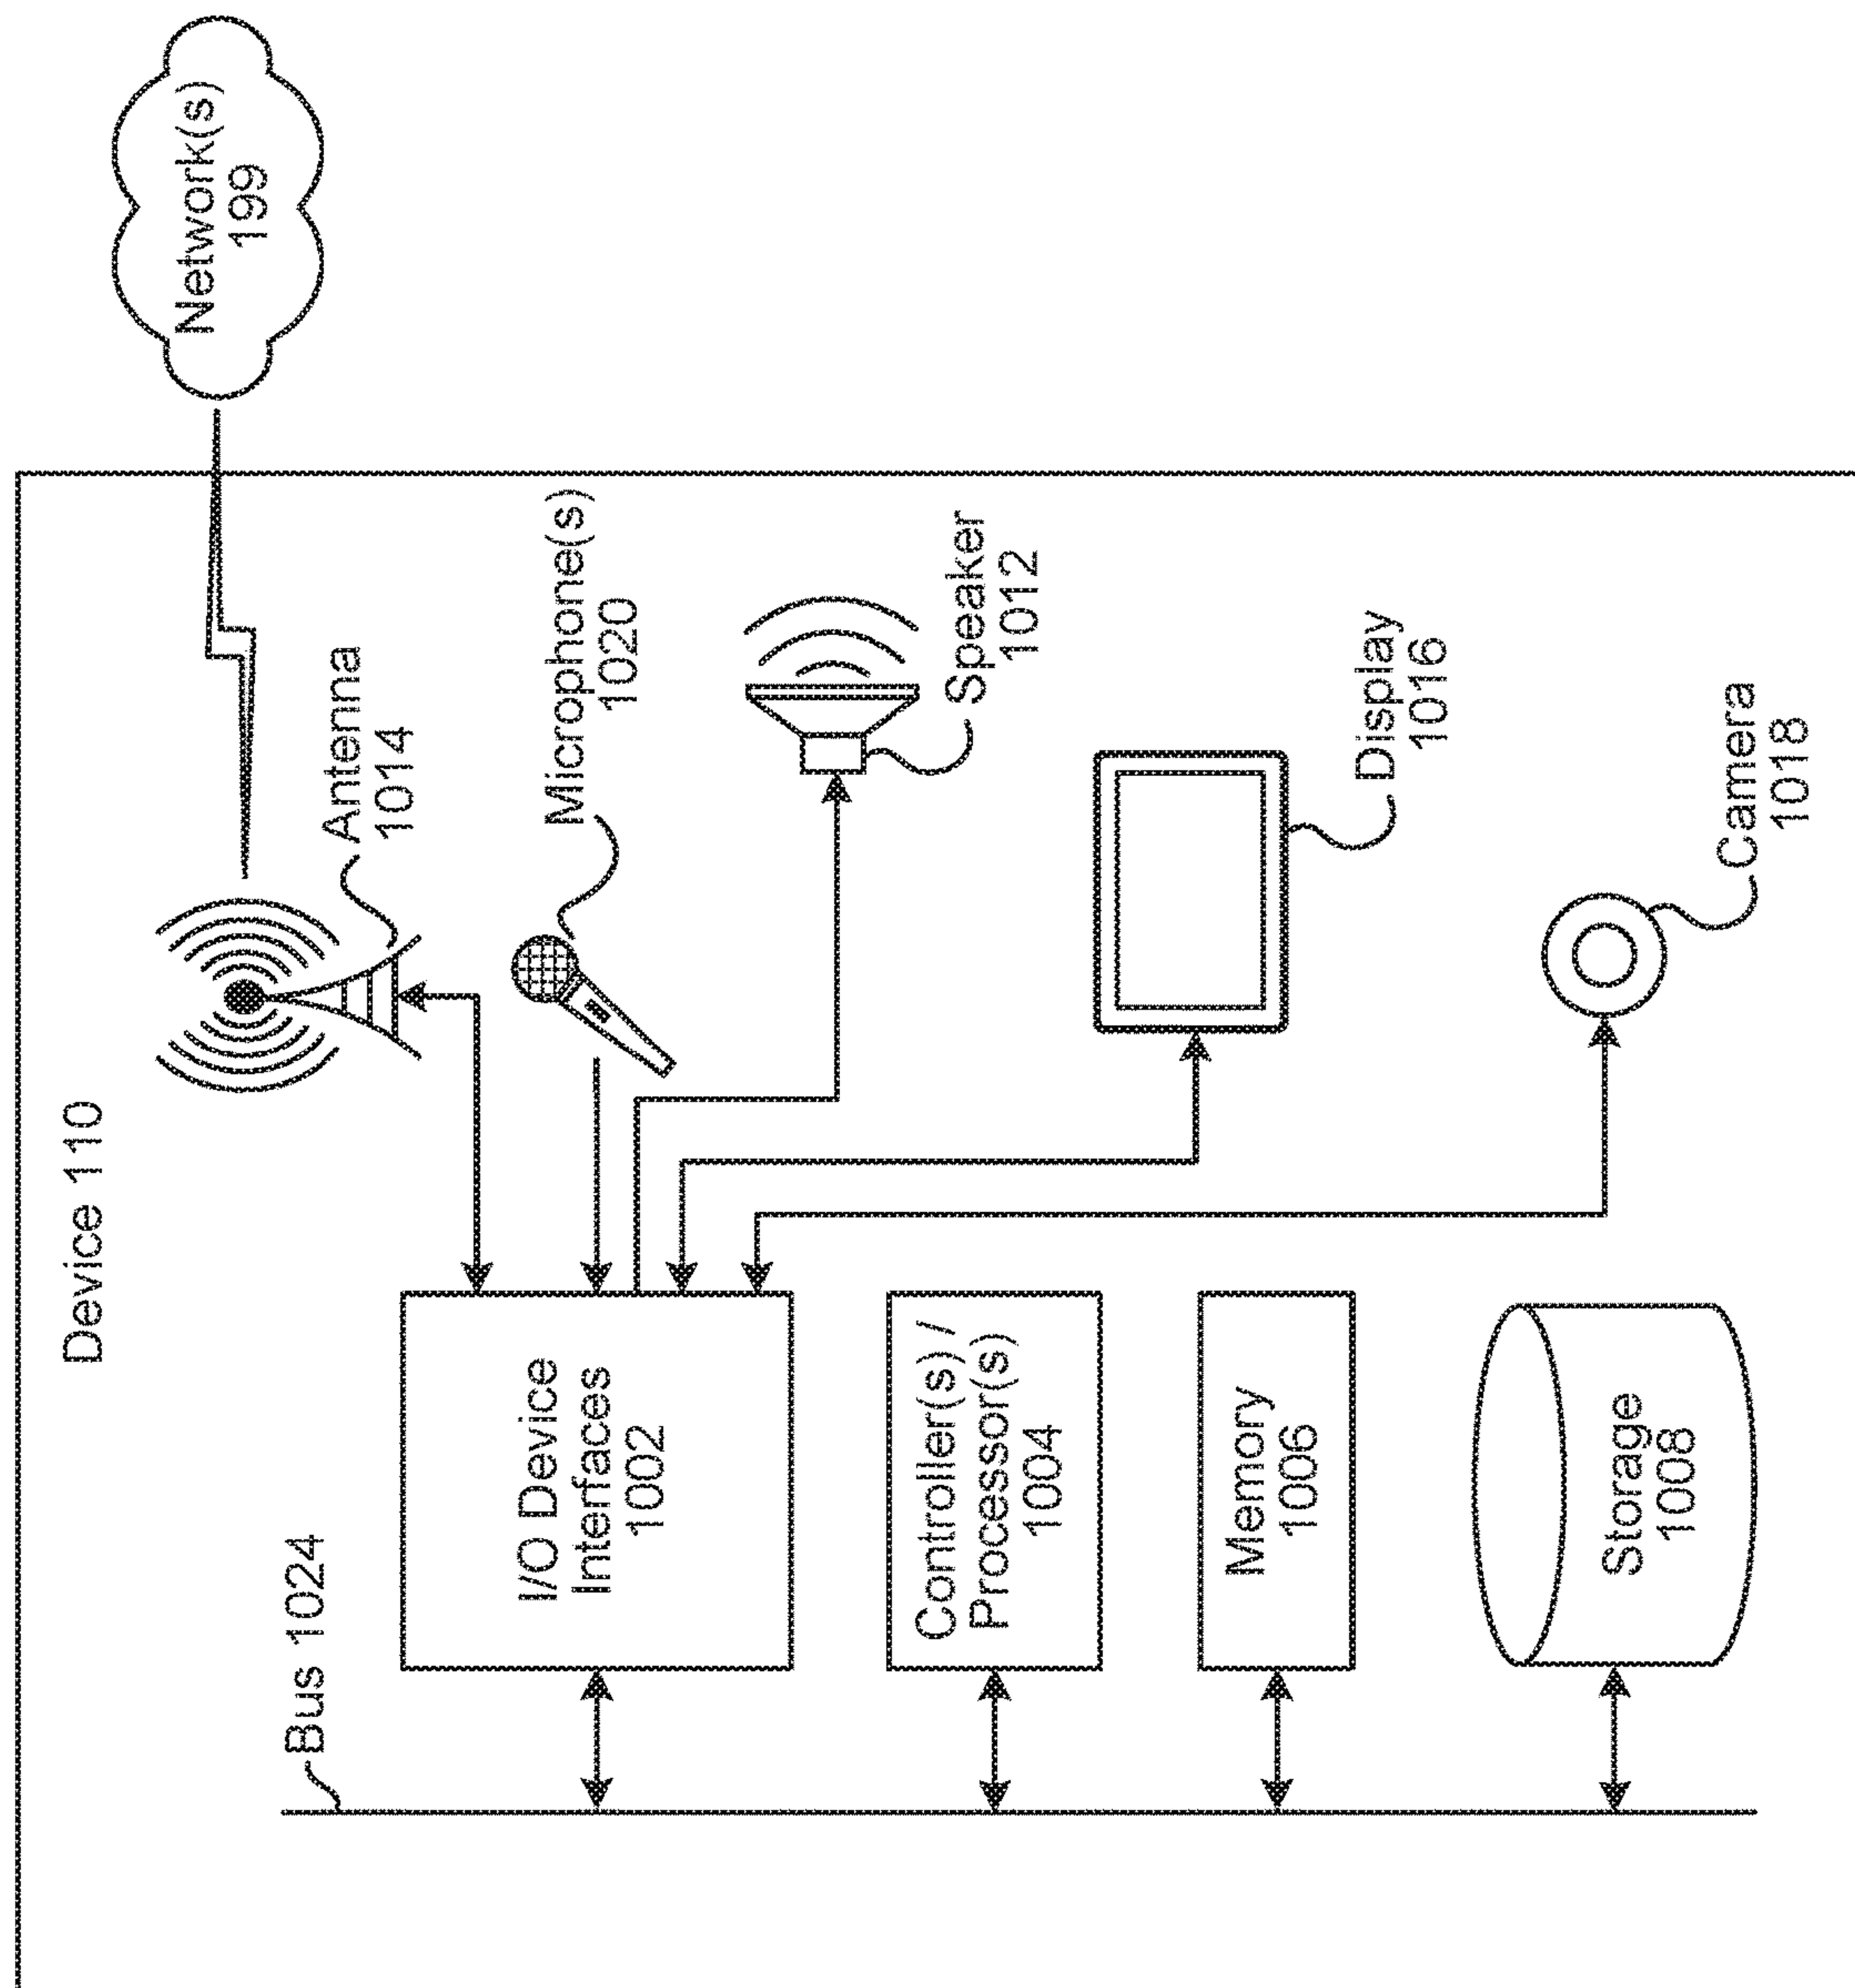 Device 110
Network(s)
199
Antenna
1014
Bus 1024
I/O Device
Interfaces
1002
Microphone(s)
1020
Speaker
1012
Controller(s) /
Processor(s)
1004
Display
1016
Memory
1006
Storage
1008
Camera
1018